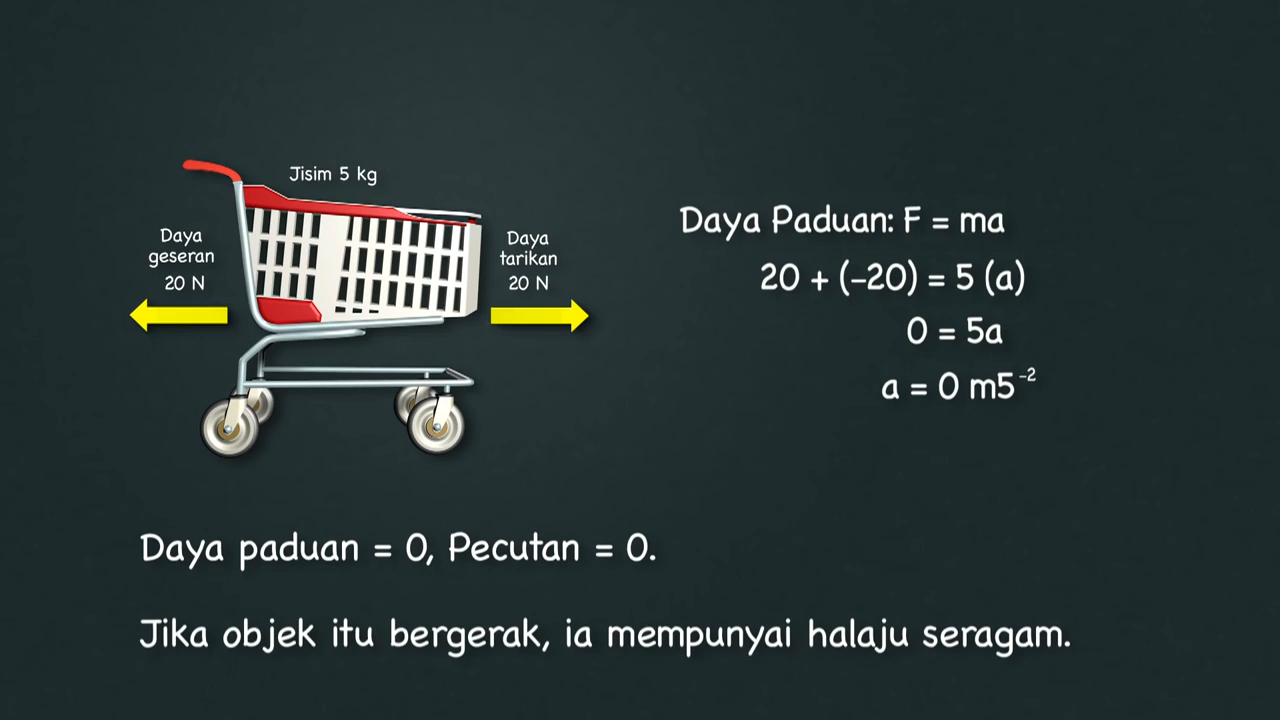 Jisim 5 kg
Daya
geseran
20 N
Daya
tarikan
20 N
Daya Paduan: F = ma
20 + (–20) = 5 (a)
0 = 5a
a = 0 m5⁻²
Daya paduan = 0, Pecutan = 0.
Jika objek itu bergerak, ia mempunyai halaju seragam.